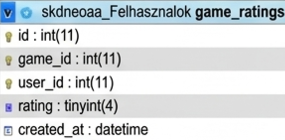 v skdneoaa_Felhasznalok game_ratings
id : int(11)
game_id : int(11)
user_id : int(11)
rating : tinyint(4)
created_at : datetime